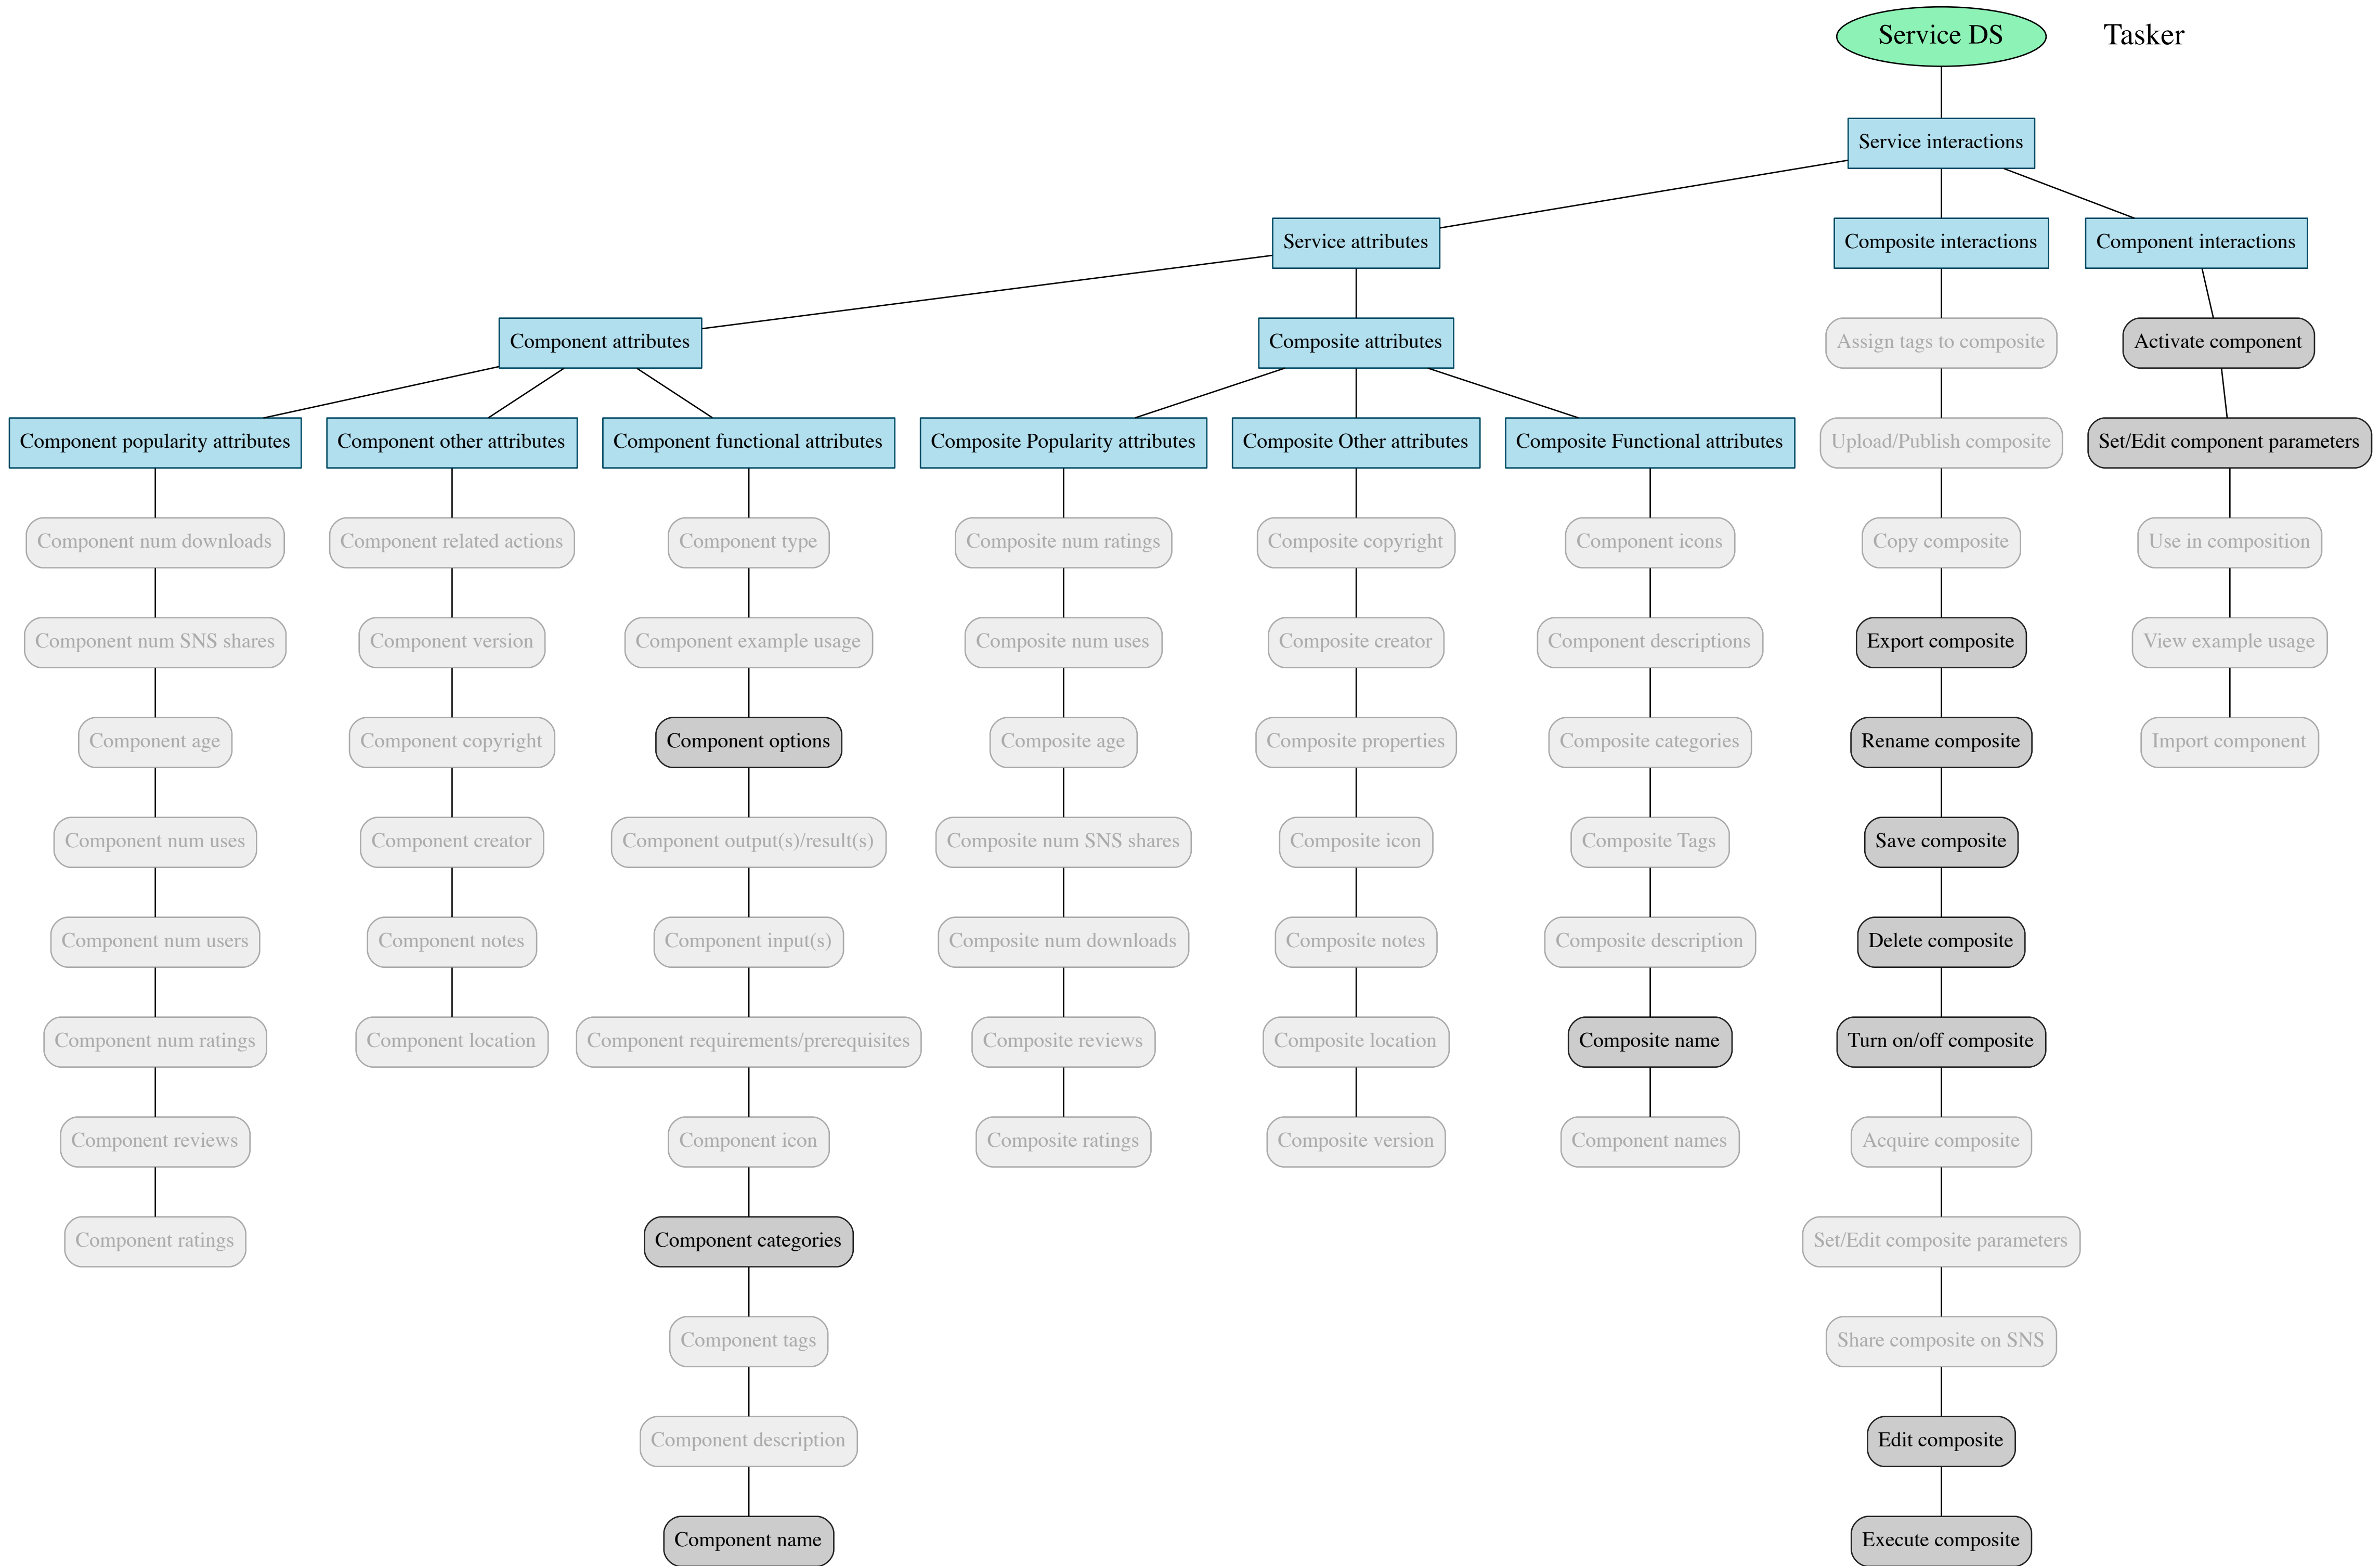 Service DS
Tasker
Service interactions
Service attributes
Composite interactions
Component interactions
Component attributes
Composite attributes
Assign tags to composite
Activate component
Component popularity attributes
Component other attributes
Component functional attributes
Composite Popularity attributes
Composite Other attributes
Composite Functional attributes
Upload/Publish composite
Set/Edit component parameters
Component num downloads
Component related actions
Component type
Composite num ratings
Composite copyright
Component icons
Copy composite
Use in composition
Component num SNS shares
Component version
Component example usage
Composite num uses
Composite creator
Component descriptions
Export composite
View example usage
Component age
Component copyright
Component options
Composite age
Composite properties
Composite categories
Rename composite
Import component
Component num uses
Component creator
Component output(s)/result(s)
Composite num SNS shares
Composite icon
Composite Tags
Save composite
Component num users
Component notes
Component input(s)
Composite num downloads
Composite notes
Composite description
Delete composite
Component num ratings
Component location
Component requirements/prerequisites
Composite reviews
Composite location
Composite name
Turn on/off composite
Component reviews
Component icon
Composite ratings
Composite version
Component names
Acquire composite
Component ratings
Component categories
Set/Edit composite parameters
Component tags
Share composite on SNS
Component description
Edit composite
Component name
Execute composite